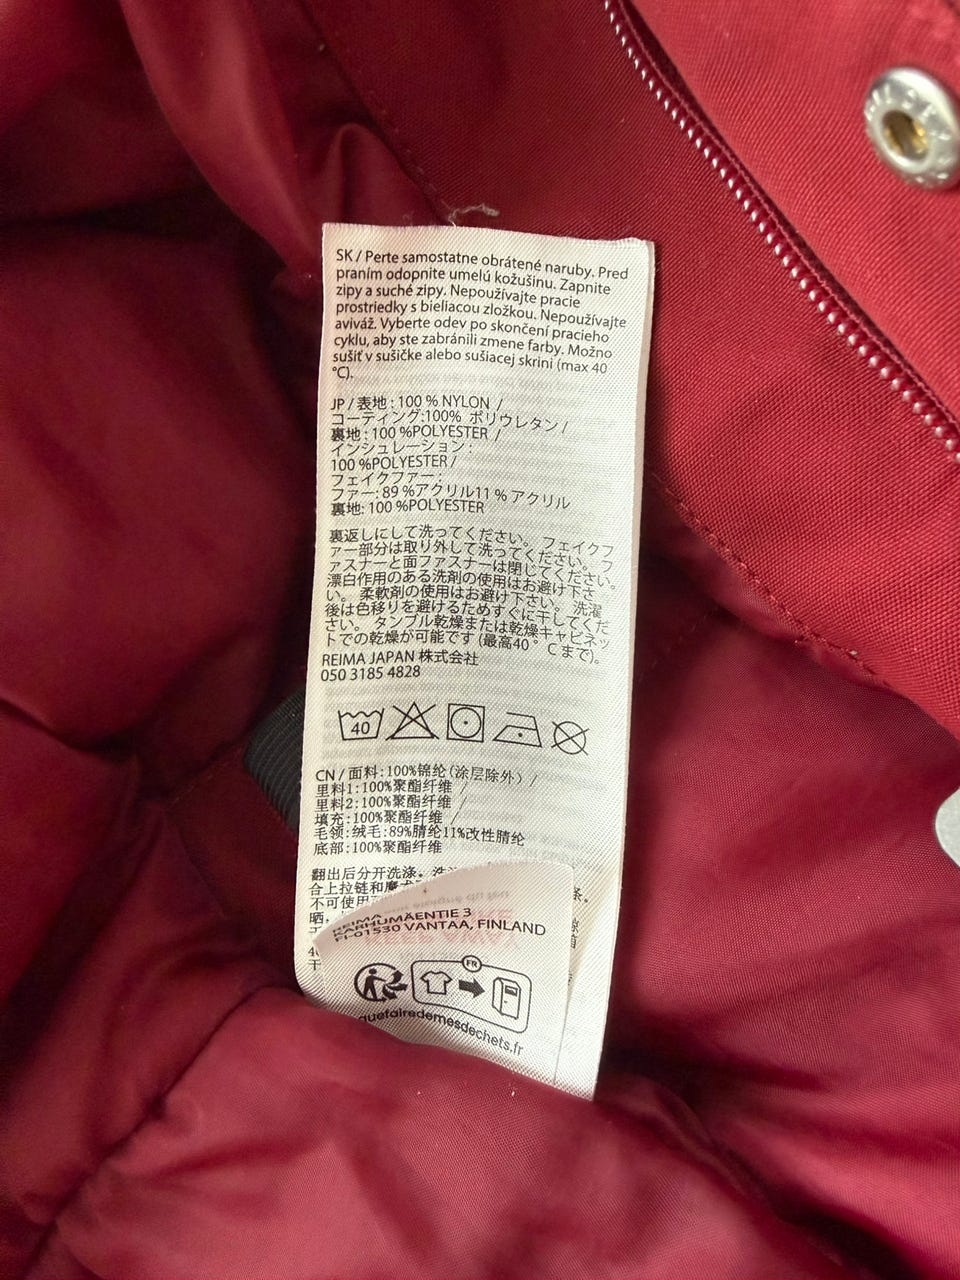 SK / Perte samostatne obrátené naruby. Pred
praním odopnite umelú kožušinu. Zapnite
zipy a suché zipy. Nepoužívajte pracie
prostriedky s bieliacou zložkou. Nepoužívajte
aviváž. Vyberte odev po skončení pracieho
cyklu, aby ste zabránili zmene farby. Možno
sušiť v sušičke alebo sušiacej skrini (max 40
°C).
JP / 表地 : 100 % NYLON /
コーティング:100% ポリウレタン /
裏地 : 100 %POLYESTER /
インシュレーション :
100 %POLYESTER /
フェイクファー :
ファー: 89 %アクリル11 % アクリル
裏地: 100 %POLYESTER
裏返しにして洗ってください。 フェイクフ
ァー部分は取り外して洗ってください。 フ
ァスナーと面ファスナーは閉じてください。
漂白作用のある洗剤の使用はお避け下さ
い。 柔軟剤の使用はお避け下さい。 洗濯
後は色移りを避けるためすぐに干してくだ
さい。 タンブル乾燥または乾燥キャビネッ
トでの乾燥が可能です (最高40 ° Cまで)。
REIMA JAPAN 株式会社
050 3185 4828
40
CN / 面料: 100%锦纶 (涂层除外) /
里料1: 100%聚酯纤维 /
里料2: 100%聚酯纤维 /
填充: 100%聚酯纤维 /
毛领: 绒毛: 89%腈纶11%改性腈纶
底部: 100%聚酯纤维
翻出后分开洗涤。
合上拉链和魔术
不可使用
晒,
REIMA
KARHUMÄENTIE 3
FI-01530 VANTAA, FINLAND
FR
quefairedemesdechets.fr